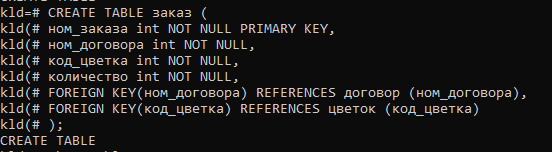 kld=# CREATE TABLE заказ (
kld(# ном_заказа int NOT NULL PRIMARY KEY,
kld(# ном_договора int NOT NULL,
kld(# код_цветка int NOT NULL,
kld(# количество int NOT NULL,
kld(# FOREIGN KEY(ном_договора) REFERENCES договор (ном_договора),
kld(# FOREIGN KEY(код_цветка) REFERENCES цветок (код_цветка)
kld(# );
CREATE TABLE